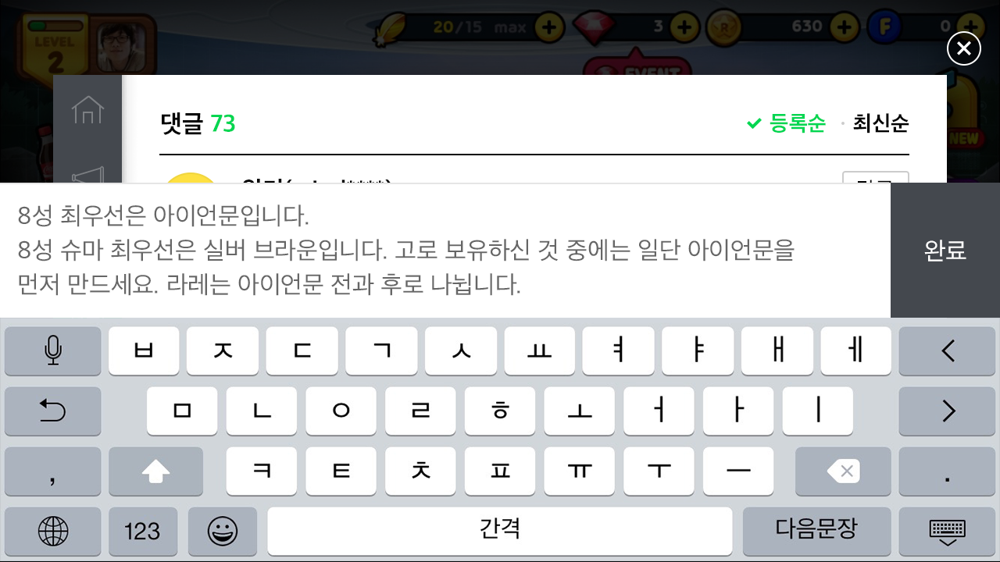 LEVEL
2
20/15 max
3
630
0
EVENT
NEW
댓글 73
등록순
최신순
8성 최우선은 아이언문입니다.
8성 슈마 최우선은 실버 브라운입니다. 고로 보유하신 것 중에는 일단 아이언문을
먼저 만드세요. 라레는 아이언문 전과 후로 나뉩니다.
완료
ㅂ ㅈ ㄷ ㄱ ㅅ ㅛ ㅕ ㅑ ㅐ ㅔ
ㅁ ㄴ ㅇ ㄹ ㅎ ㅗ ㅓ ㅏ ㅣ
, ㅋ ㅌ ㅊ ㅍ ㅠ ㅜ ㅡ .
123 간격 다음문장